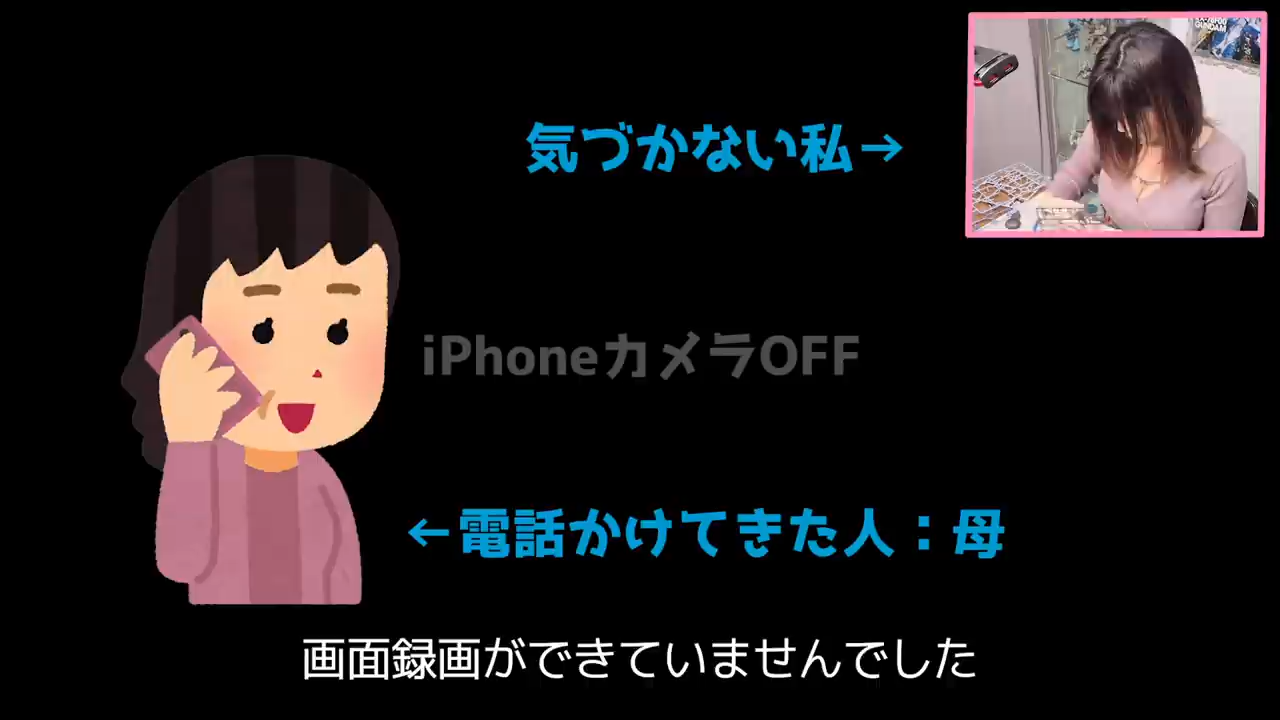 GUNDAM
気づかない私→
iPhoneカメラOFF
←電話かけてきた人：母
画面録画ができていませんでした